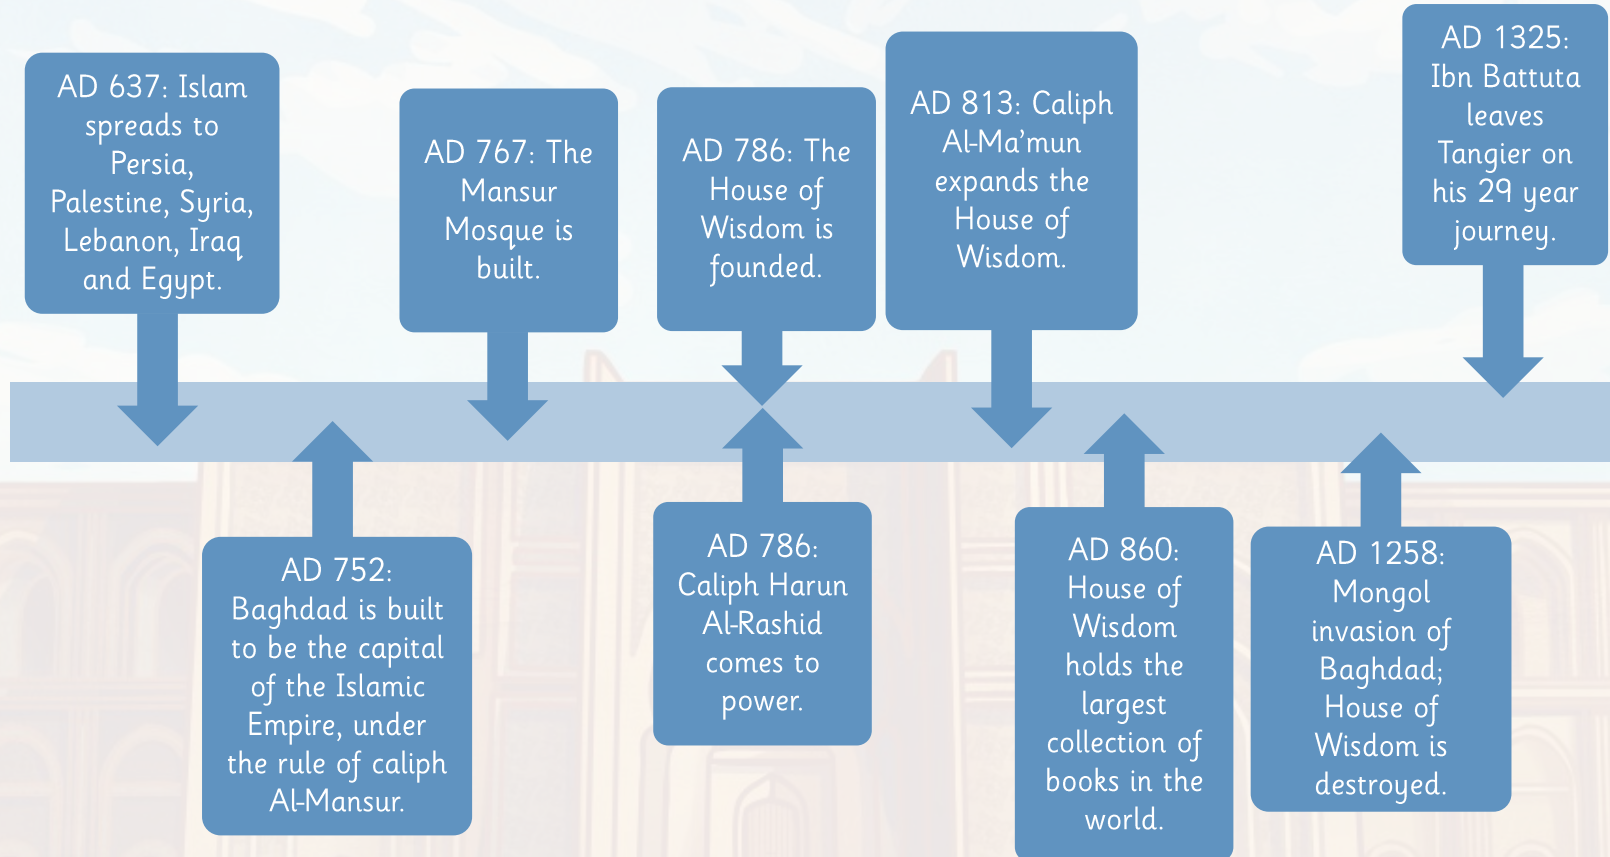 AD 637: Islam
spreads to
Persia,
Palestine, Syria,
Lebanon, Iraq
and Egypt.
AD 752:
Baghdad is built
to be the capital
of the Islamic
Empire, under
the rule of caliph
Al-Mansur.
AD 767: The
Mansur
Mosque is
built.
AD 786: The
House of
Wisdom is
founded.
AD 786:
Caliph Harun
Al-Rashid
comes to
power.
AD 813: Caliph
Al-Ma’mun
expands the
House of
Wisdom.
AD 860:
House of
Wisdom
holds the
largest
collection of
books in the
world.
AD 1258:
Mongol
invasion of
Baghdad;
House of
Wisdom is
destroyed.
AD 1325:
Ibn Battuta
leaves
Tangier on
his 29 year
journey.